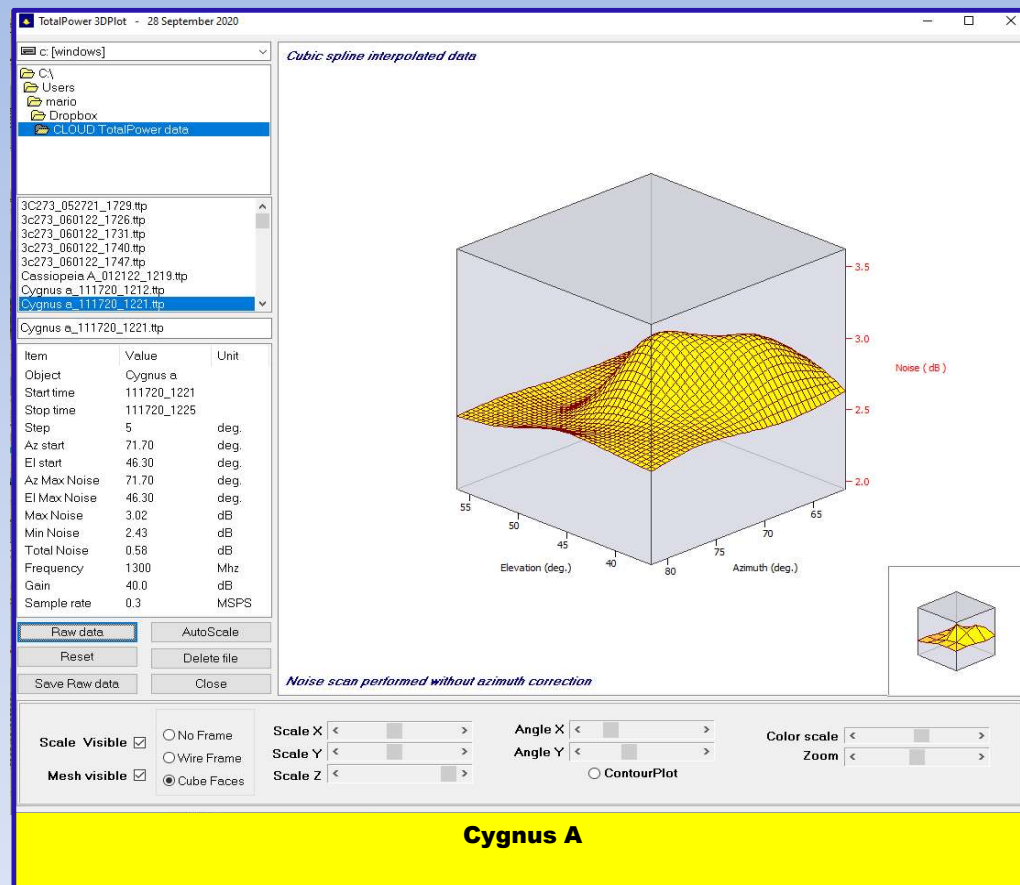 TotalPower 3DPlot - 28 September 2020
c: [windows]
C:\
Users
mario
Dropbox
CLOUD TotalPower data
3C273_052721_1729.ttp
3c273_060122_1726.ttp
3c273_060122_1731.ttp
3c273_060122_1740.ttp
3c273_060122_1747.ttp
Cassiopeia A_012122_1219.ttp
Cygnus a_111720_1212.ttp
Cygnus a_111720_1221.ttp
Cygnus a_111720_1221.ttp
Item Value Unit
Object Cygnus a
Start time 111720_1221
Stop time 111720_1225
Step 5 deg.
Az start 71.70 deg.
El start 46.30 deg.
Az Max Noise 71.70 deg.
El Max Noise 46.30 deg.
Max Noise 3.02 dB
Min Noise 2.43 dB
Total Noise 0.58 dB
Frequency 1300 Mhz
Gain 40.0 dB
Sample rate 0.3 MSPS
Raw data AutoScale
Reset Delete file
Save Raw data Close
Cubic spline interpolated data
3.5
3.0
Noise ( dB )
2.5
2.0
55 50 45 40
Elevation (deg.)
80 75 70 65
Azimuth (deg.)
Noise scan performed without azimuth correction
Scale Visible
Mesh visible
No Frame
Wire Frame
Cube Faces
Scale X
Scale Y
Scale Z
Angle X
Angle Y
ContourPlot
Color scale
Zoom
Cygnus A